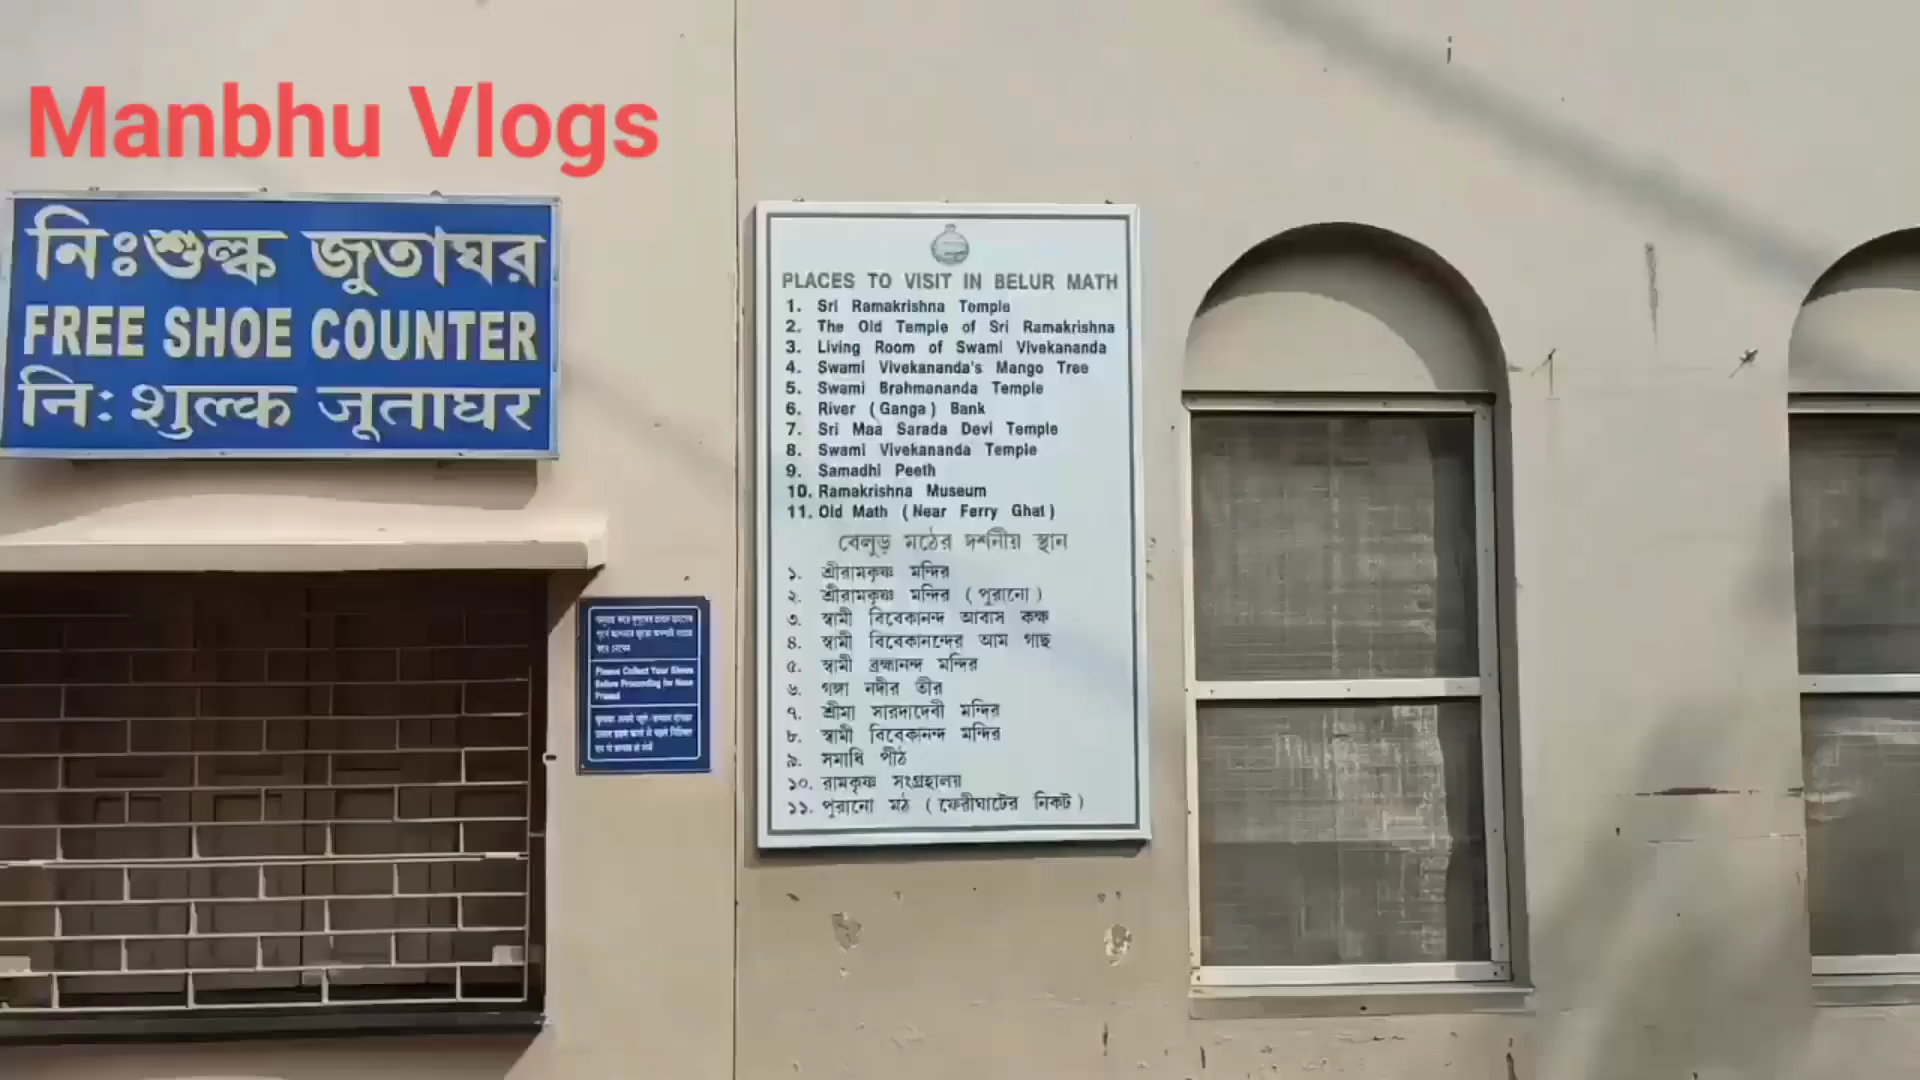 Manbhu Vlogs
নিঃশুল্ক জুতাঘর
FREE SHOE COUNTER
नि: शुल्क जूताघर
PLACES TO VISIT IN BELUR MATH
1. Sri Ramakrishna Temple
2. The Old Temple of Sri Ramakrishna
3. Living Room of Swami Vivekananda
4. Swami Vivekananda's Mango Tree
5. Swami Brahmananda Temple
6. River (Ganga) Bank
7. Sri Maa Sarada Devi Temple
8. Swami Vivekananda Temple
9. Samadhi Peeth
10. Ramakrishna Museum
11. Old Math (Near Ferry Ghat)
বেলুড় মঠের দর্শনীয় স্থান
১. শ্রীরামকৃষ্ণ মন্দির
২. শ্রীরামকৃষ্ণ মন্দির (পুরানো)
৩. স্বামী বিবেকানন্দ আবাস কক্ষ
৪. স্বামী বিবেকানন্দের আম গাছ
৫. স্বামী ব্রহ্মানন্দ মন্দির
৬. গঙ্গা নদীর তীর
৭. শ্রীমা সারদাদেবী মন্দির
৮. স্বামী বিবেকানন্দ মন্দির
৯. সমাধি পীঠ
১০. রামকৃষ্ণ সংগ্রহালয়
১১. পুরানো মঠ (ফেরীঘাটের নিকট)
Please Collect Your Shoes
Before Proceeding for Noon
Prasad